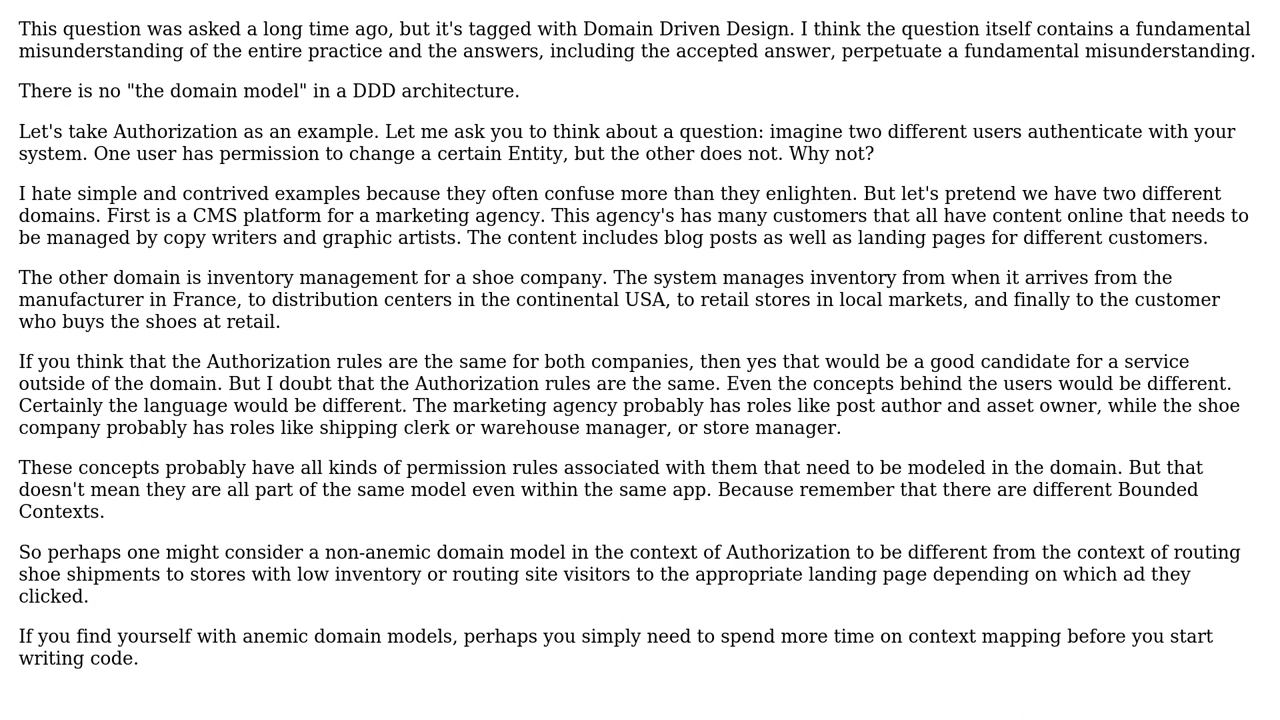 This question was asked a long time ago, but it's tagged with Domain Driven Design. I think the question itself contains a fundamental
misunderstanding of the entire practice and the answers, including the accepted answer, perpetuate a fundamental misunderstanding.
There is no "the domain model" in a DDD architecture.
Let's take Authorization as an example. Let me ask you to think about a question: imagine two different users authenticate with your
system. One user has permission to change a certain Entity, but the other does not. Why not?
I hate simple and contrived examples because they often confuse more than they enlighten. But let's pretend we have two different
domains. First is a CMS platform for a marketing agency. This agency's has many customers that all have content online that needs to
be managed by copy writers and graphic artists. The content includes blog posts as well as landing pages for different customers.
The other domain is inventory management for a shoe company. The system manages inventory from when it arrives from the
manufacturer in France, to distribution centers in the continental USA, to retail stores in local markets, and finally to the customer
who buys the shoes at retail.
If you think that the Authorization rules are the same for both companies, then yes that would be a good candidate for a service
outside of the domain. But I doubt that the Authorization rules are the same. Even the concepts behind the users would be different.
Certainly the language would be different. The marketing agency probably has roles like post author and asset owner, while the shoe
company probably has roles like shipping clerk or warehouse manager, or store manager.
These concepts probably have all kinds of permission rules associated with them that need to be modeled in the domain. But that
doesn't mean they are all part of the same model even within the same app. Because remember that there are different Bounded
Contexts.
So perhaps one might consider a non-anemic domain model in the context of Authorization to be different from the context of routing
shoe shipments to stores with low inventory or routing site visitors to the appropriate landing page depending on which ad they
clicked.
If you find yourself with anemic domain models, perhaps you simply need to spend more time on context mapping before you start
writing code.